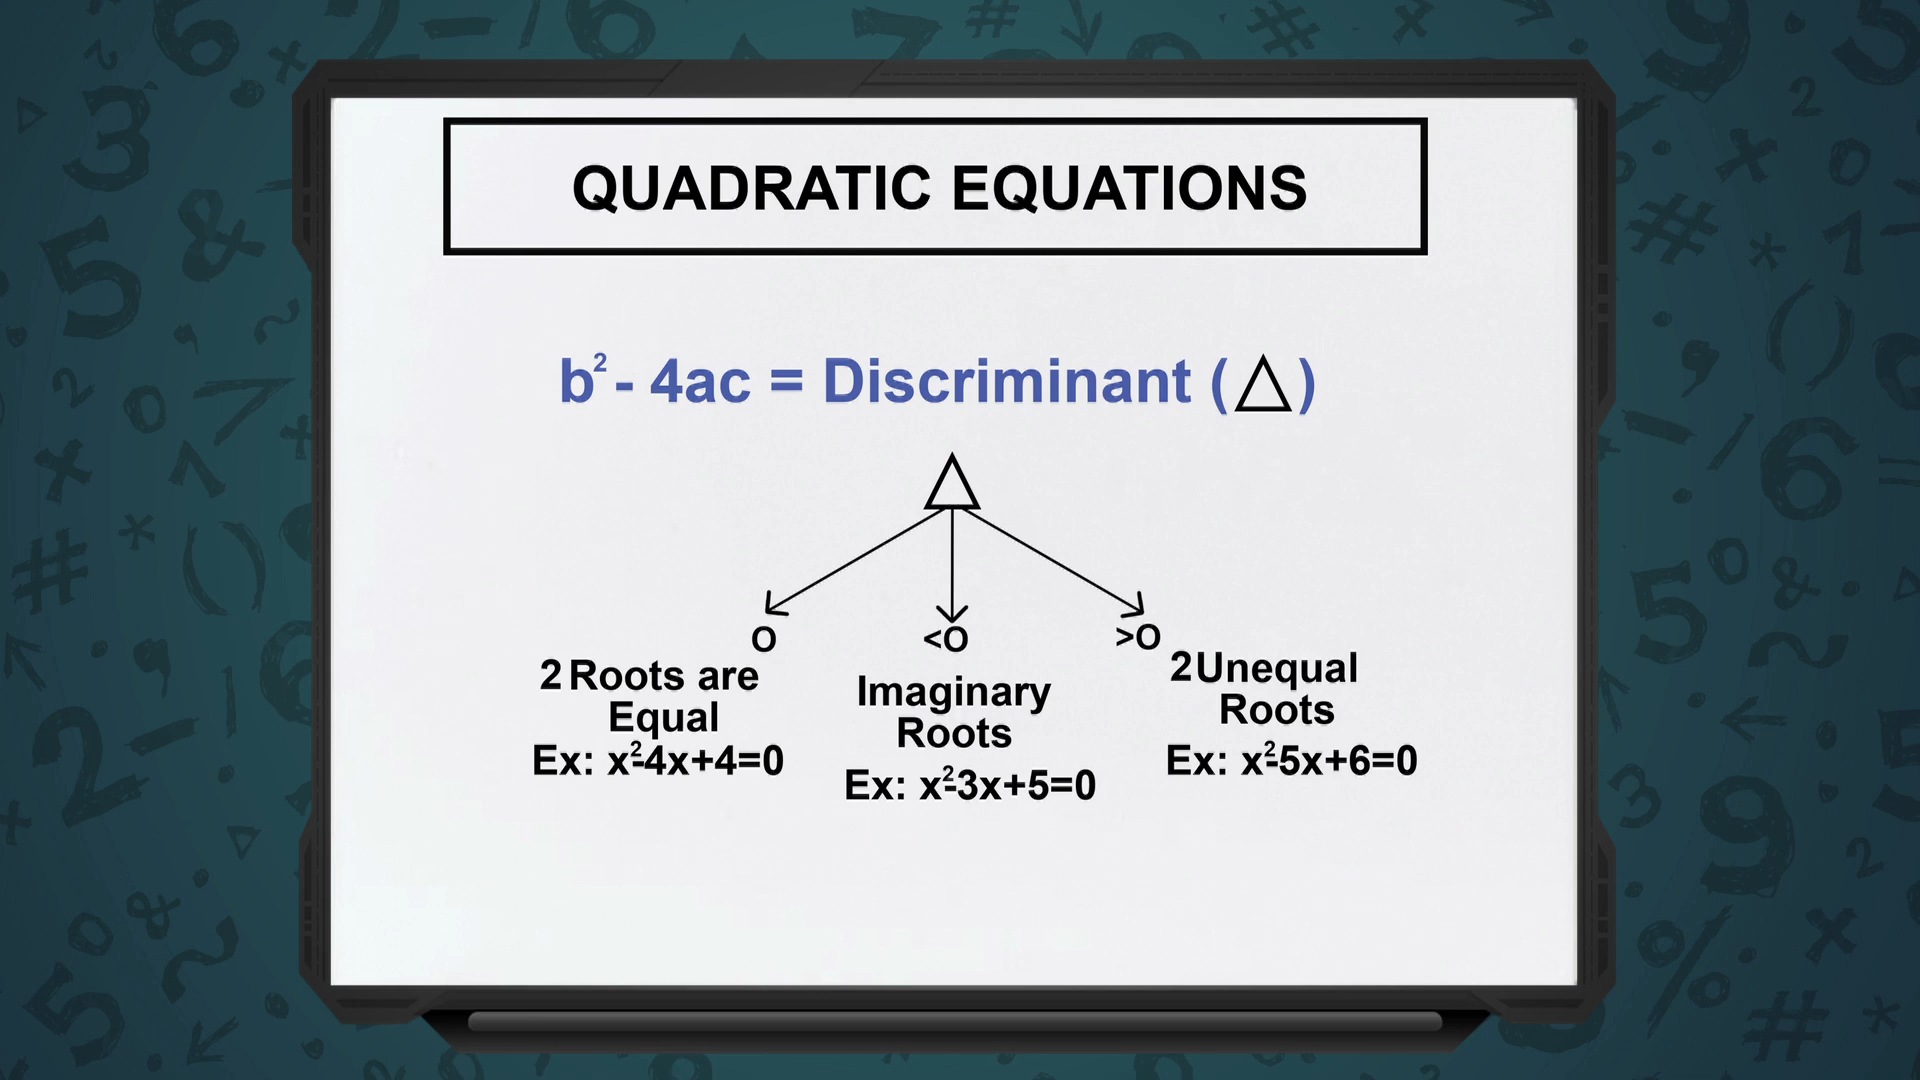 QUADRATIC EQUATIONS
b² - 4ac = Discriminant (△)
△
O
<O
>O
2 Roots are
Equal
Ex: x²-4x+4=0
Imaginary
Roots
Ex: x²-3x+5=0
2 Unequal
Roots
Ex: x²-5x+6=0